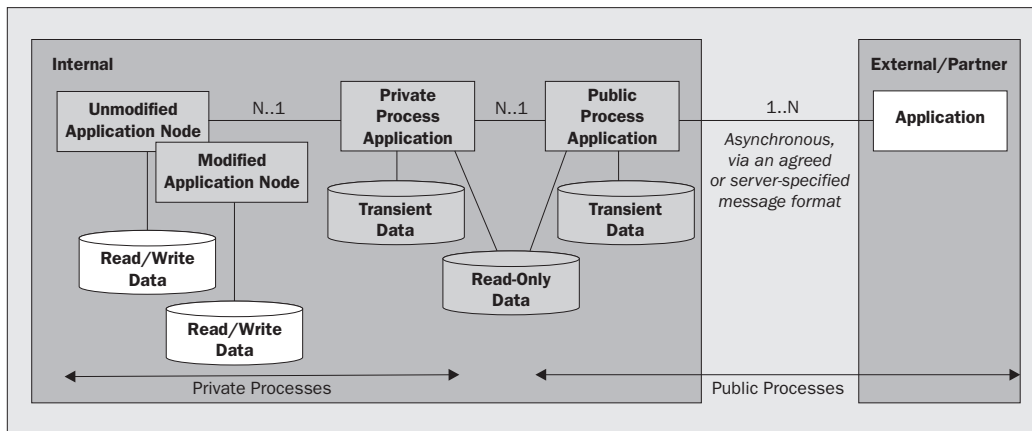 Internal
External/Partner
Unmodified
Application Node
N..1
Private
Process
Application
N..1
Public
Process
Application
1..N
Application
Asynchronous,
via an agreed
or server-specified
message format
Modified
Application Node
Transient
Data
Transient
Data
Read/Write
Data
Read-Only
Data
Read/Write
Data
Private Processes
Public Processes